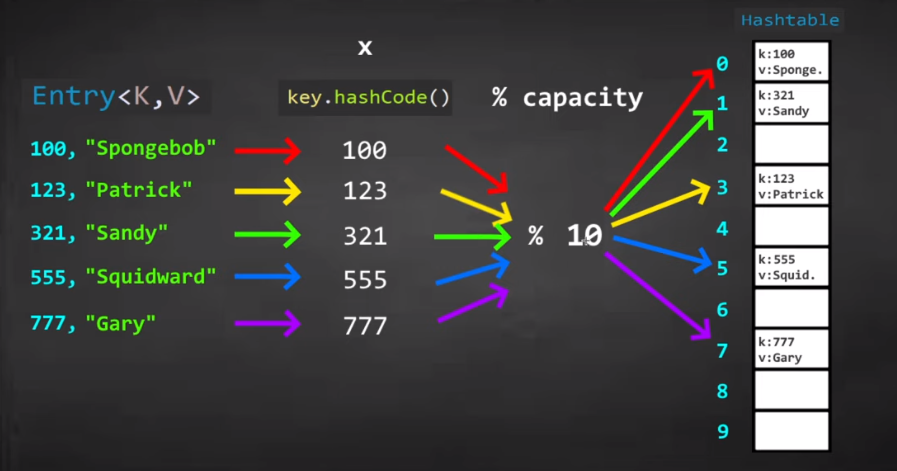 Hashtable
x
Entry<K,V>
key.hashCode()
% capacity
100, "Spongebob"
100
123, "Patrick"
123
321, "Sandy"
321
% 10
555, "Squidward"
555
777, "Gary"
777
0
k:100
v:Sponge.
1
k:321
v:Sandy
2
3
k:123
v:Patrick
4
5
k:555
v:Squid.
6
7
k:777
v:Gary
8
9